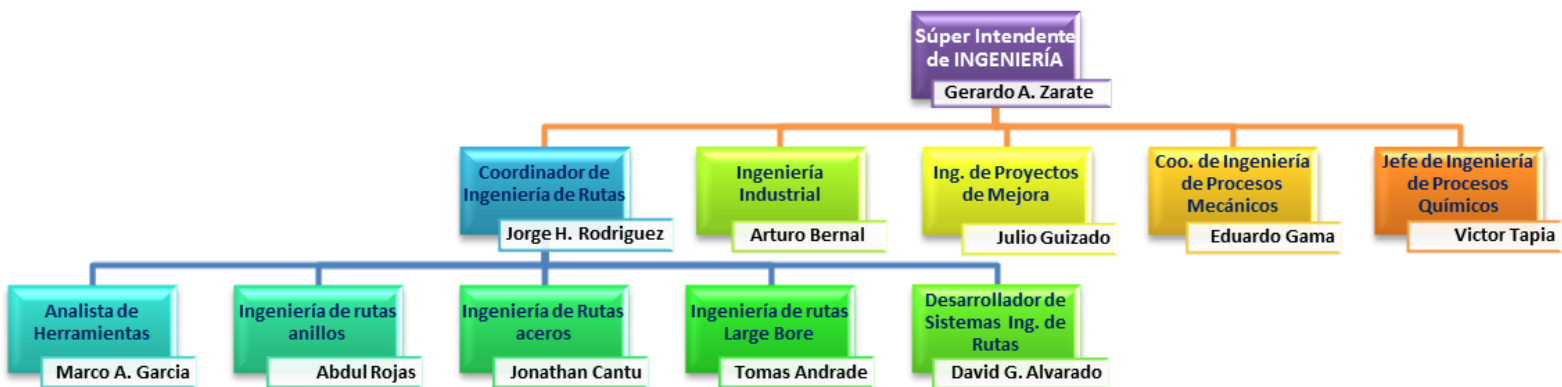 Súper Intendente
de INGENIERÍA
Gerardo A. Zarate
Coordinador de
Ingeniería de Rutas
Jorge H. Rodriguez
Ingeniería
Industrial
Arturo Bernal
Ing. de Proyectos
de Mejora
Julio Guizado
Coo. de Ingeniería
de Procesos
Mecánicos
Eduardo Gama
Jefe de Ingeniería
de Procesos
Químicos
Victor Tapia
Analista de
Herramientas
Marco A. Garcia
Ingeniería de rutas
anillos
Abdul Rojas
Ingeniería de Rutas
aceros
Jonathan Cantu
Ingeniería de rutas
Large Bore
Tomas Andrade
Desarrollador de
Sistemas Ing. de
Rutas
David G. Alvarado